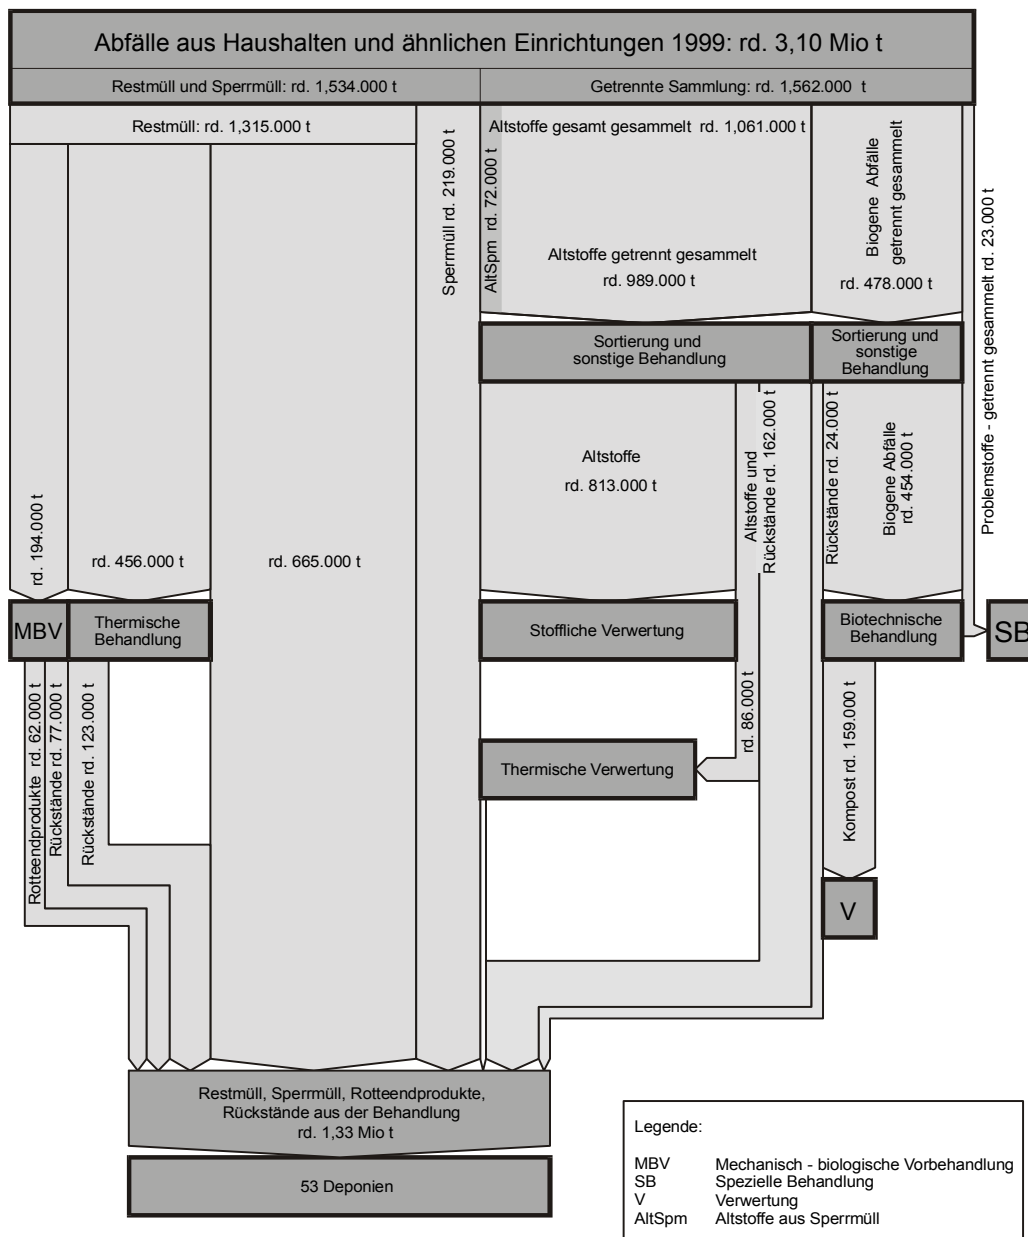 Abfälle aus Haushalten und ähnlichen Einrichtungen 1999: rd. 3,10 Mio t
Restmüll und Sperrmüll: rd. 1,534.000 t
Getrennte Sammlung: rd. 1,562.000 t
Restmüll: rd. 1,315.000 t
Sperrmüll rd. 219.000 t
AltSpm rd. 72.000 t
Altstoffe gesamt gesammelt rd. 1,061.000 t
Altstoffe getrennt gesammelt
rd. 989.000 t
Biogene Abfälle
getrennt gesammelt
rd. 478.000 t
Problemstoffe - getrennt gesammelt rd. 23.000 t
Sortierung und
sonstige Behandlung
Sortierung und
sonstige
Behandlung
rd. 194.000 t
rd. 456.000 t
rd. 665.000 t
Altstoffe
rd. 813.000 t
Altstoffe und
Rückstände rd. 162.000 t
Rückstände rd. 24.000 t
Biogene Abfälle
rd. 454.000 t
MBV
Thermische
Behandlung
Stoffliche Verwertung
Biotechnische
Behandlung
SB
Rotteendprodukte rd. 62.000 t
Rückstände rd. 77.000 t
Rückstände rd. 123.000 t
rd. 86.000 t
Thermische Verwertung
Kompost rd. 159.000 t
V
Restmüll, Sperrmüll, Rotteendprodukte,
Rückstände aus der Behandlung
rd. 1,33 Mio t
53 Deponien
Legende:
MBV Mechanisch - biologische Vorbehandlung
SB Spezielle Behandlung
V Verwertung
AltSpm Altstoffe aus Sperrmüll